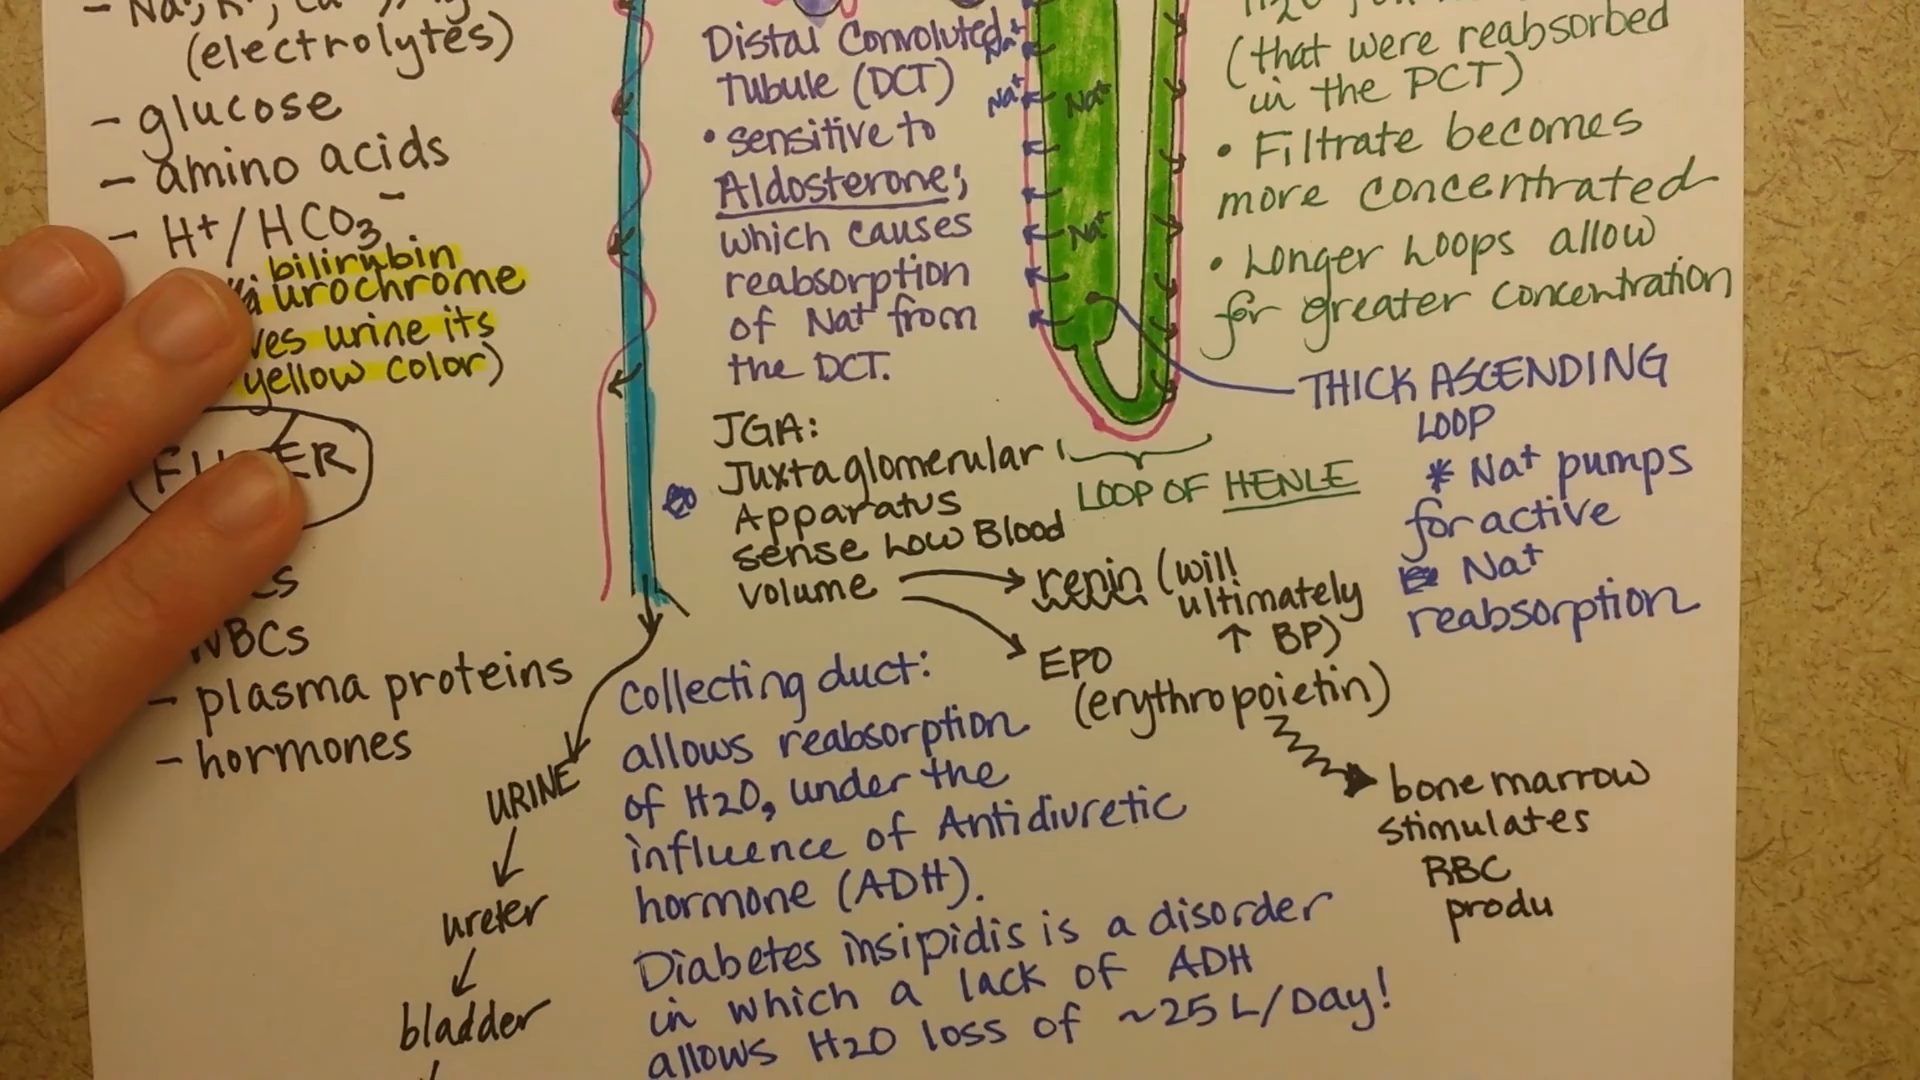 (electrolytes)
- glucose
- amino acids
- H+/HCO3-
bilirubin
urochrome
urine its
yellow color)
WBCs
- plasma proteins
- hormones
Distal Convoluted
Tubule (DCT)
• sensitive to
Aldosterone;
which causes
reabsorption
of Na+ from
the DCT.
JGA:
Juxtaglomerular
Apparatus
sense Low Blood
volume
renin (will
ultimately
↑ BP)
EPO
(erythropoietin)
bone marrow
stimulates
RBC
produ
Na+
Na+
Na+
Na+
LOOP OF HENLE
(that were reabsorbed
in the PCT)
• Filtrate becomes
more concentrated
• Longer Loops allow
for greater concentration
THICK ASCENDING
LOOP
* Na+ pumps
for active
Na+
reabsorption
Collecting duct:
allows reabsorption
of H2O, under the
influence of Antidiuretic
hormone (ADH).
Diabetes insipidis is a disorder
in which a lack of ADH
allows H2O loss of ~25 L/Day!
URINE
ureter
bladder